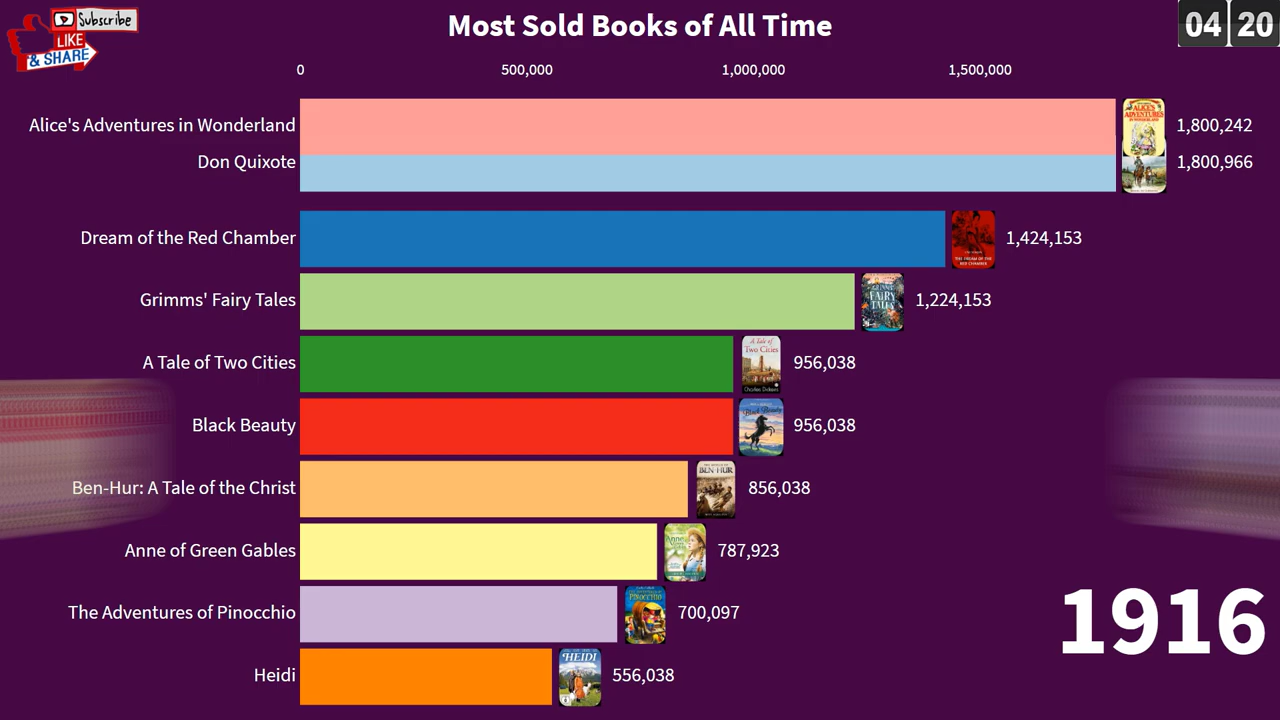 Subscribe
LIKE
& SHARE
Most Sold Books of All Time
04 20
0 500,000 1,000,000 1,500,000
Alice's Adventures in Wonderland 1,800,242
Don Quixote 1,800,966
Dream of the Red Chamber 1,424,153
Grimms' Fairy Tales 1,224,153
A Tale of Two Cities 956,038
Black Beauty 956,038
Ben-Hur: A Tale of the Christ 856,038
Anne of Green Gables 787,923
The Adventures of Pinocchio 700,097
Heidi 556,038
1916